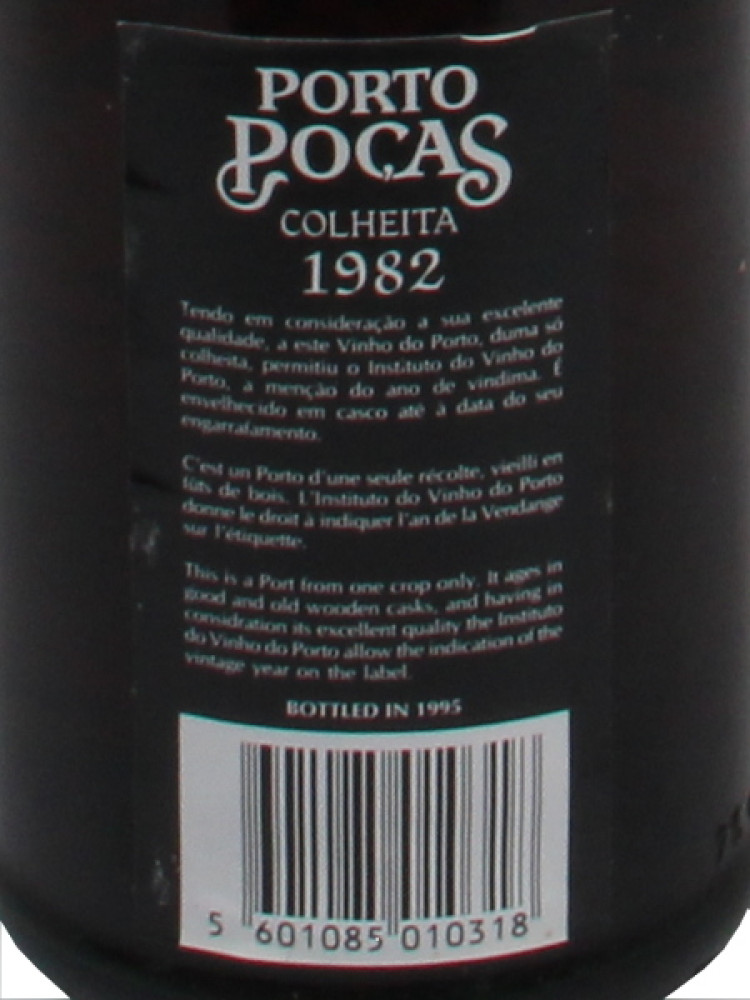 PORTO
POÇAS
COLHEITA
1982
Tendo em consideração a sua excelente
qualidade, a este Vinho do Porto, duma só
colheita, permitiu o Instituto do Vinho do
Porto, a menção do ano de vindima. É
envelhecido em casco até à data do seu
engarrafamento.
C'est un Porto d'une seule récolte, vieilli en
fûts de bois. L'Instituto do Vinho do Porto
donne le droit à indiquer l'an de la Vendange
sur l'étiquette.
This is a Port from one crop only. It ages in
good and old wooden casks, and having in
considration its excellent quality the Instituto
do Vinho do Porto allow the indication of the
vintage year on the label.
BOTTLED IN 1995
5 601085 010318